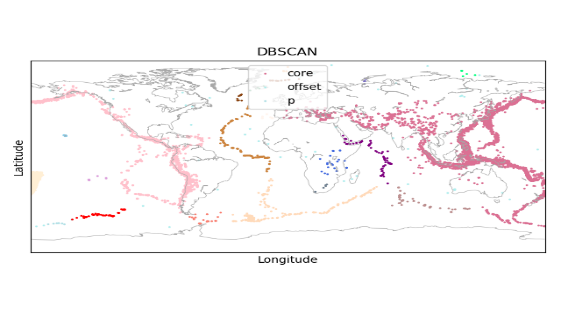 DBSCAN
core
offset
p
Latitude
Longitude